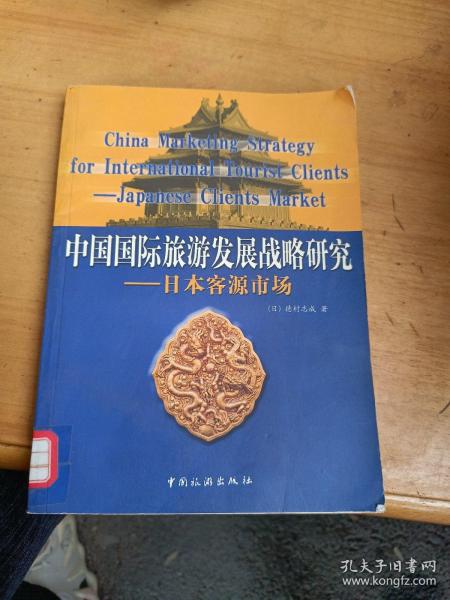 China Marketing Strategy
for International Tourist Clients
—Japanese Clients Market
中国国际旅游发展战略研究
——日本客源市场
(日) 德村志成 著
中国旅游出版社
孔夫子旧书网
www.kongfz.com